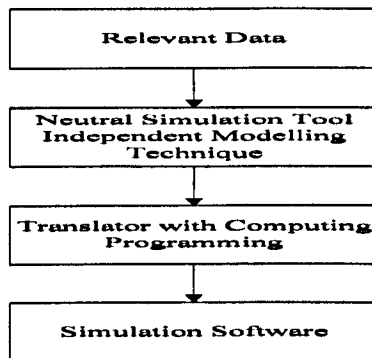 Relevant Data
Neutral Simulation Tool
Independent Modelling
Technique
Translator with Computing
Programming
Simulation Software